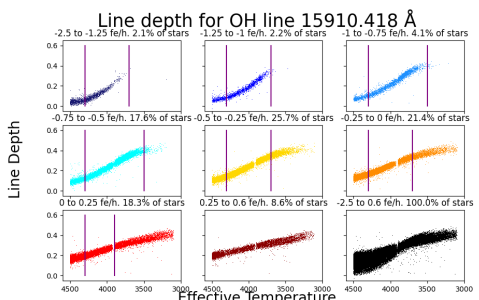 Line depth for OH line 15910.418 Å
-2.5 to -1.25 fe/h. 2.1% of stars
-1.25 to -1 fe/h. 2.2% of stars
-1 to -0.75 fe/h. 4.1% of stars
0.6
0.4
0.2
0.0
-0.75 to -0.5 fe/h. 17.6% of stars
-0.5 to -0.25 fe/h. 25.7% of stars
-0.25 to 0 fe/h. 21.4% of stars
0.6
0.4
0.2
0.0
Line Depth
0 to 0.25 fe/h. 18.3% of stars
0.25 to 0.6 fe/h. 8.6% of stars
-2.5 to 0.6 fe/h. 100.0% of stars
0.6
0.4
0.2
0.0
4500 4000 3500 3000
4500 4000 3500 3000
4500 4000 3500 3000
Effective Temperature